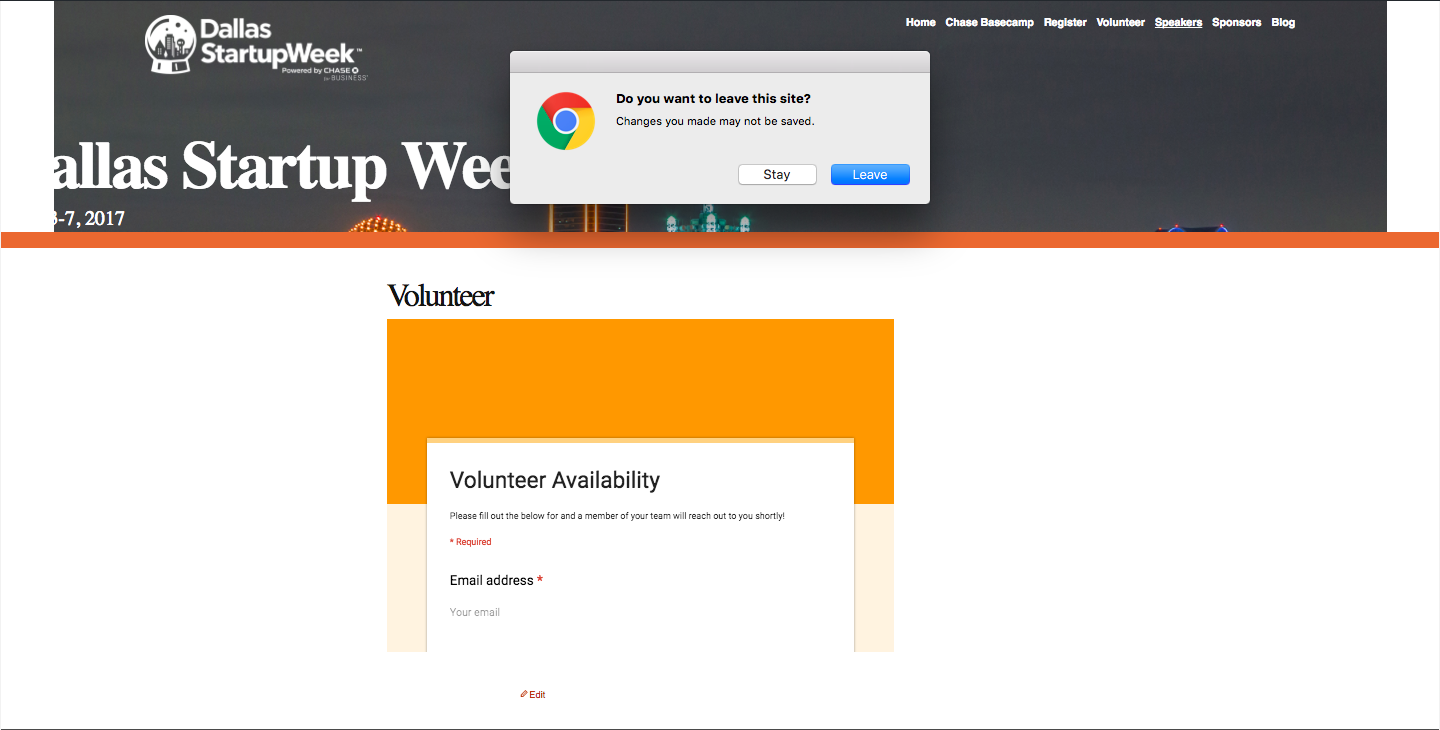 Dallas
StartupWeek™
Powered by CHASE
for BUSINESS®
Home Chase Basecamp Register Volunteer Speakers Sponsors Blog
Do you want to leave this site?
Changes you made may not be saved.
Stay Leave
allas Startup Wee
3-7, 2017
Volunteer
Volunteer Availability
Please fill out the below for and a member of your team will reach out to you shortly!
* Required
Email address *
Your email
Edit